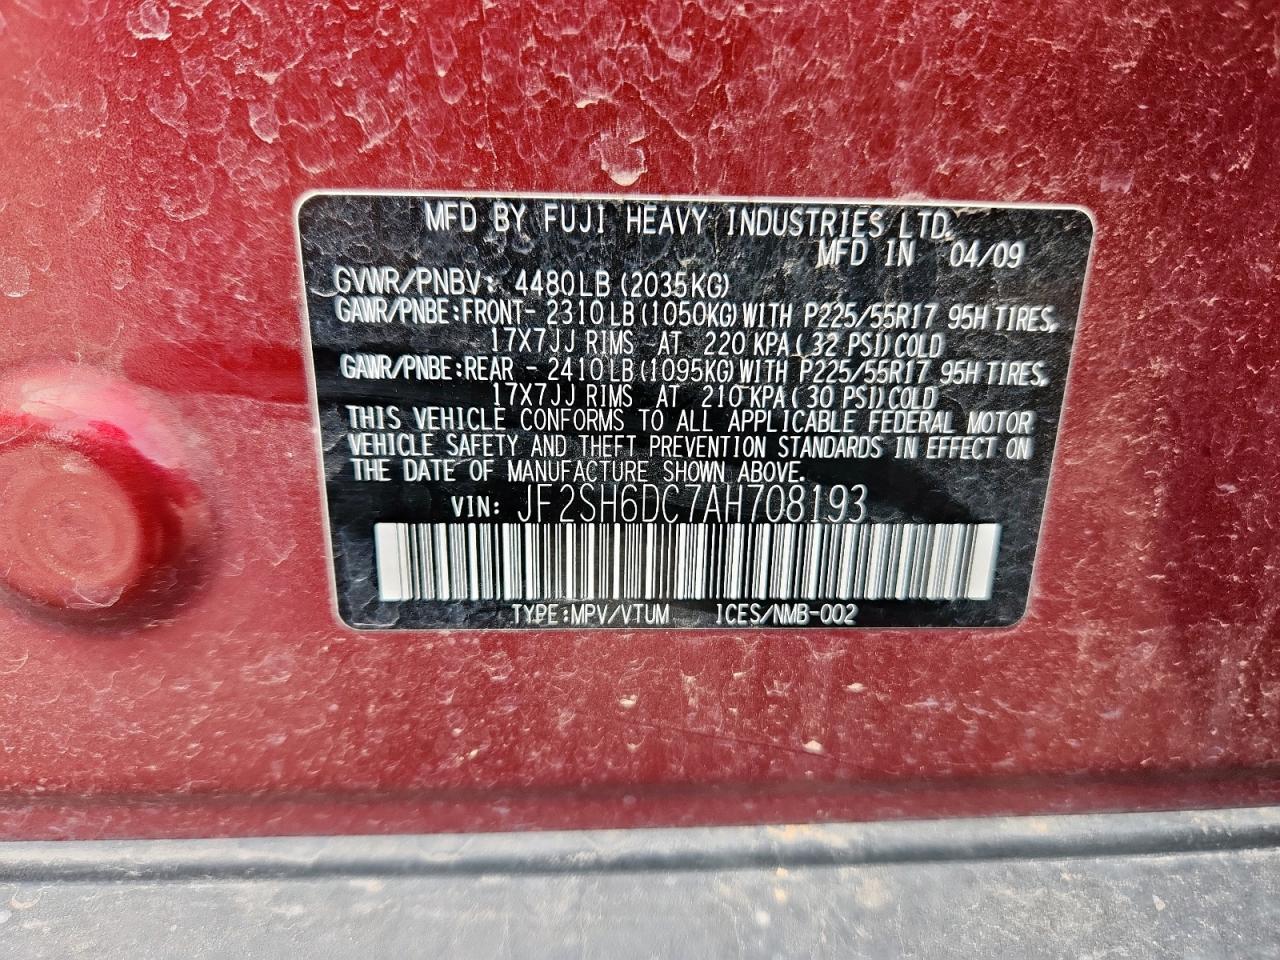 MFD BY FUJI HEAVY INDUSTRIES LTD.
MFD IN 04/09
GVWR/PNBV: 4480LB (2035KG)
GAWR/PNBE:FRONT- 2310LB (1050KG) WITH P225/55R17 95H TIRES,
17X7JJ RIMS AT 220 KPA( 32 PSI)COLD
GAWR/PNBE:REAR - 2410LB (1095KG) WITH P225/55R17 95H TIRES,
17X7JJ RIMS AT 210 KPA( 30 PSI)COLD
THIS VEHICLE CONFORMS TO ALL APPLICABLE FEDERAL MOTOR
VEHICLE SAFETY AND THEFT PREVENTION STANDARDS IN EFFECT ON
THE DATE OF MANUFACTURE SHOWN ABOVE.
VIN: JF2SH6DC7AH708193
TYPE:MPV/VTUM ICES/NMB-002